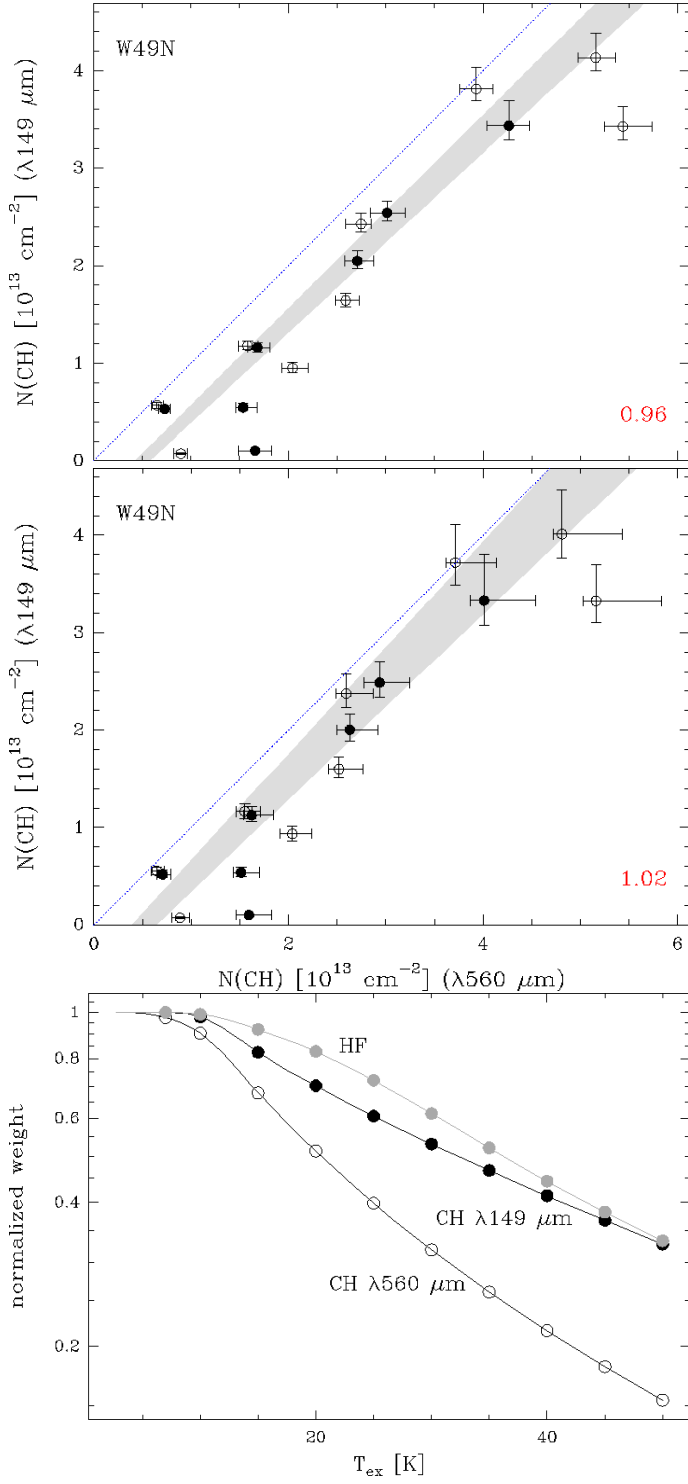 W49N
4
3
2
1
0
N(CH) [10¹³ cm⁻²] (λ149 μm)
0.96
W49N
4
3
2
1
0
N(CH) [10¹³ cm⁻²] (λ149 μm)
1.02
0 2 4 6
N(CH) [10¹³ cm⁻²] (λ560 μm)
1
0.8
0.6
0.4
0.2
normalized weight
HF
CH λ149 μm
CH λ560 μm
20 40
T_ex [K]